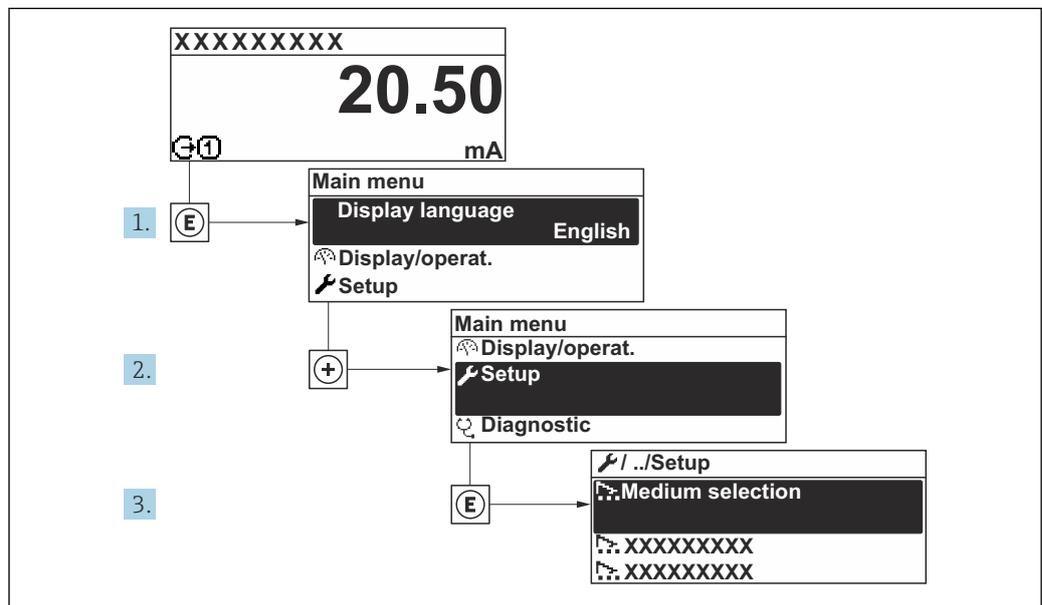 XXXXXXXXX
20.50
mA
1.
E
Main menu
Display language
English
Display/operat.
Setup
2.
+
Main menu
Display/operat.
Setup
Diagnostic
3.
E
/ ../Setup
Medium selection
XXXXXXXXX
XXXXXXXXX